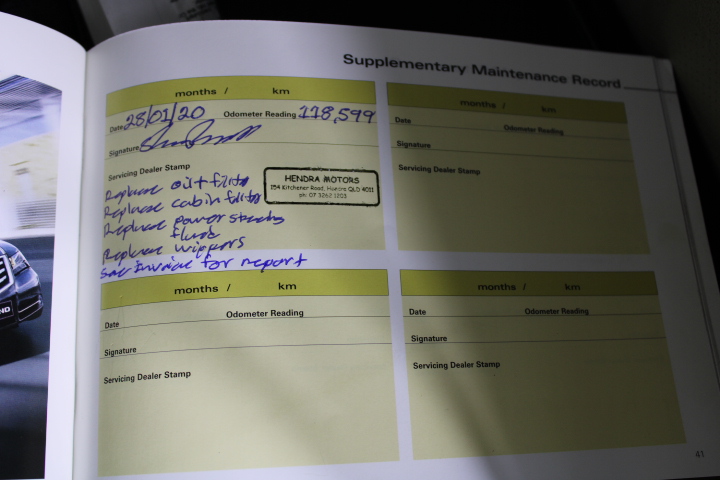 Supplementary Maintenance Record
months / km
Date 28/01/20 Odometer Reading 118,599
Signature
Servicing Dealer Stamp
HENDRA MOTORS
154 Kitchener Road, Hendra QLD 4011
ph: 07 3262 1203
Replace oil + filter
Replace cabin filter
Replace power steering
fluid
Replace wippers
See Invoice for report
months / km
Date Odometer Reading
Signature
Servicing Dealer Stamp
months / km
Date Odometer Reading
Signature
Servicing Dealer Stamp
months / km
Date Odometer Reading
Signature
Servicing Dealer Stamp
41